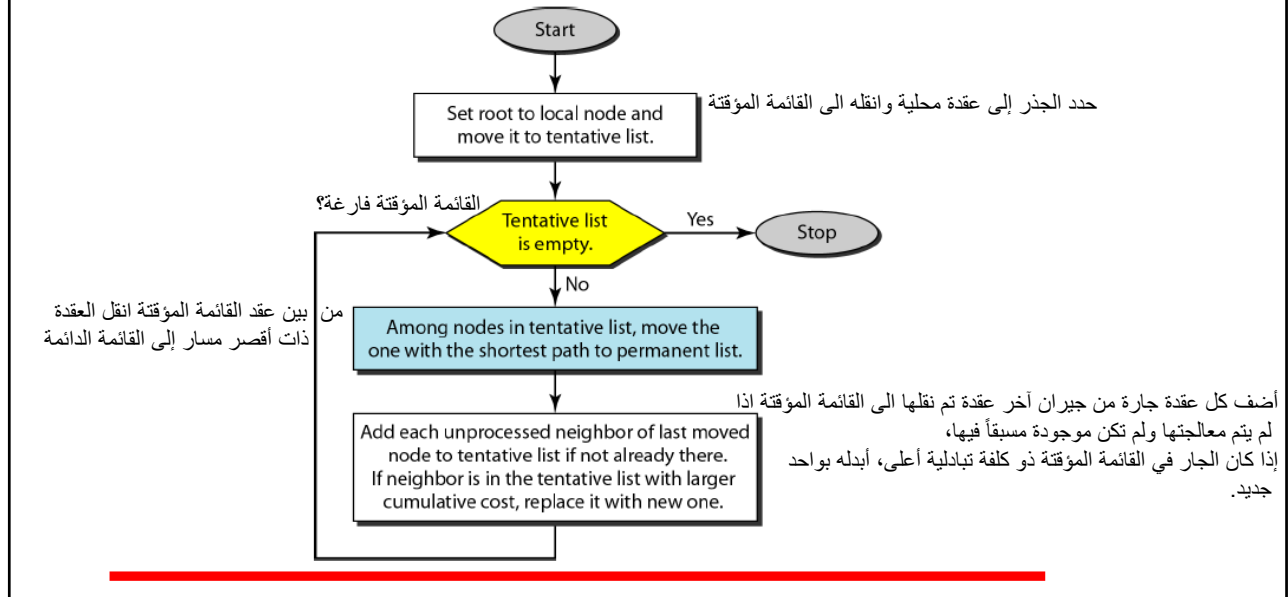 Start
Set root to local node and
move it to tentative list.
حدد الجذر إلى عقدة محلية وانقله الى القائمة المؤقتة
القائمة المؤقتة فارغة؟
Tentative list
is empty.
Yes
Stop
No
من بين عقد القائمة المؤقتة انقل العقدة
ذات أقصر مسار إلى القائمة الدائمة
Among nodes in tentative list, move the
one with the shortest path to permanent list.
Add each unprocessed neighbor of last moved
node to tentative list if not already there.
If neighbor is in the tentative list with larger
cumulative cost, replace it with new one.
أضف كل عقدة جارة من جيران آخر عقدة تم نقلها الى القائمة المؤقتة اذا
لم يتم معالجتها ولم تكن موجودة مسبقاً فيها،
إذا كان الجار في القائمة المؤقتة ذو كلفة تبادلية أعلى، أبدله بواحد
جديد.